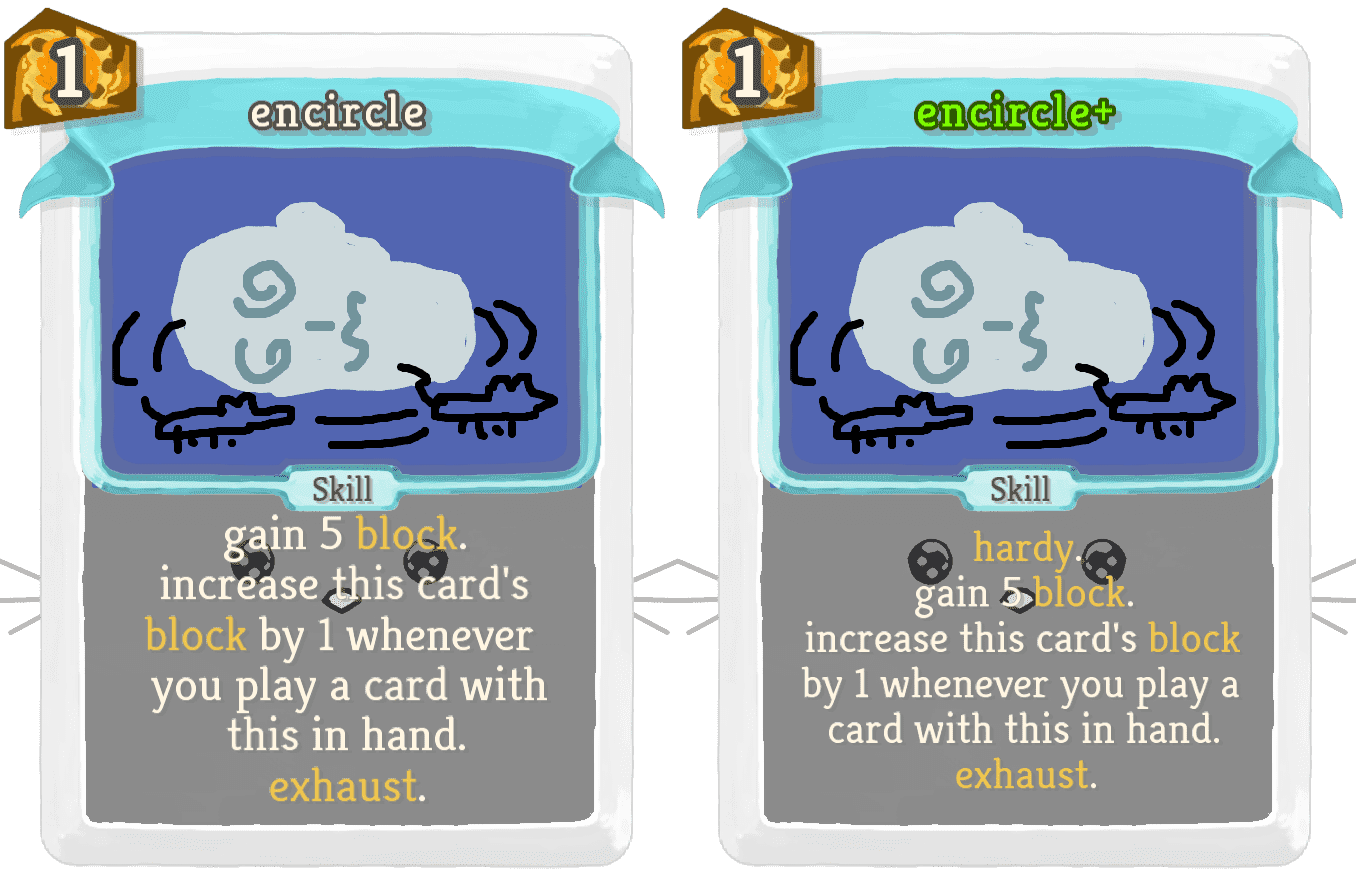 1
encircle
Skill
gain 5 block.
increase this card's
block by 1 whenever
you play a card with
this in hand.
exhaust.
1
encircle+
Skill
hardy.
gain 5 block.
increase this card's block
by 1 whenever you play a
card with this in hand.
exhaust.